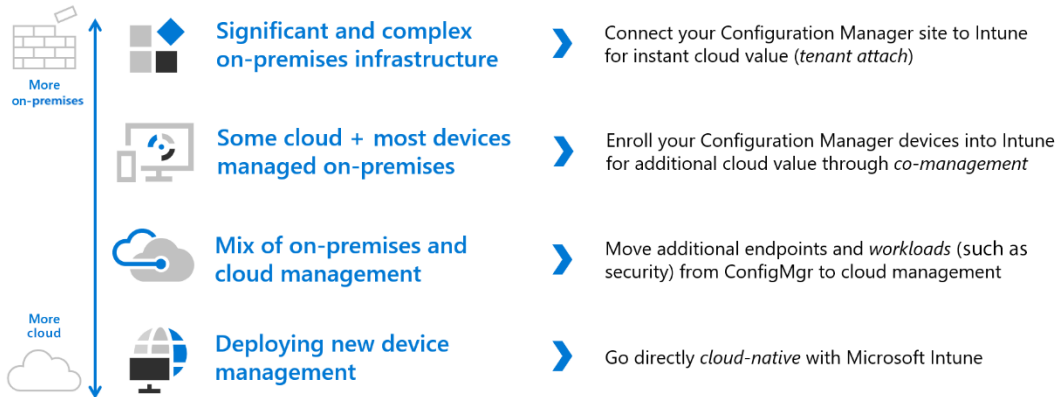 More
on-premises
Significant and complex
on-premises infrastructure
Connect your Configuration Manager site to Intune
for instant cloud value (tenant attach)
Some cloud + most devices
managed on-premises
Enroll your Configuration Manager devices into Intune
for additional cloud value through co-management
Mix of on-premises and
cloud management
Move additional endpoints and workloads (such as
security) from ConfigMgr to cloud management
More
cloud
Deploying new device
management
Go directly cloud-native with Microsoft Intune